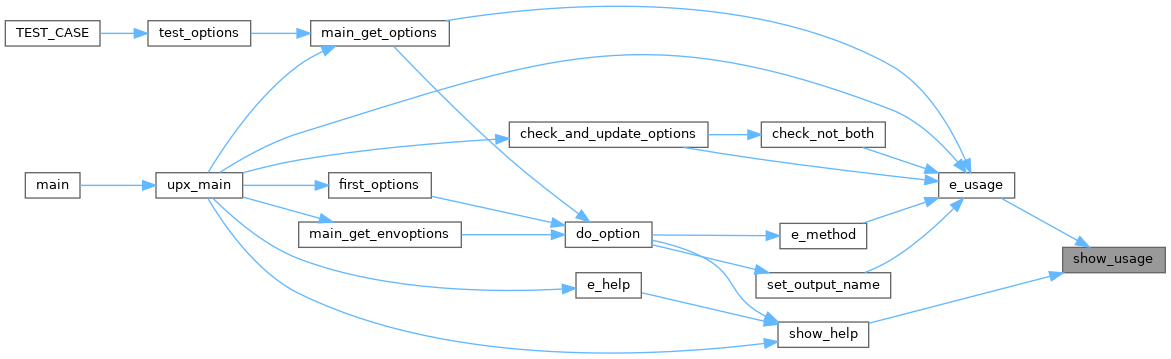 TEST_CASE
test_options
main_get_options
check_and_update_options
check_not_both
main
upx_main
first_options
e_usage
main_get_envoptions
do_option
e_method
show_usage
e_help
set_output_name
show_help